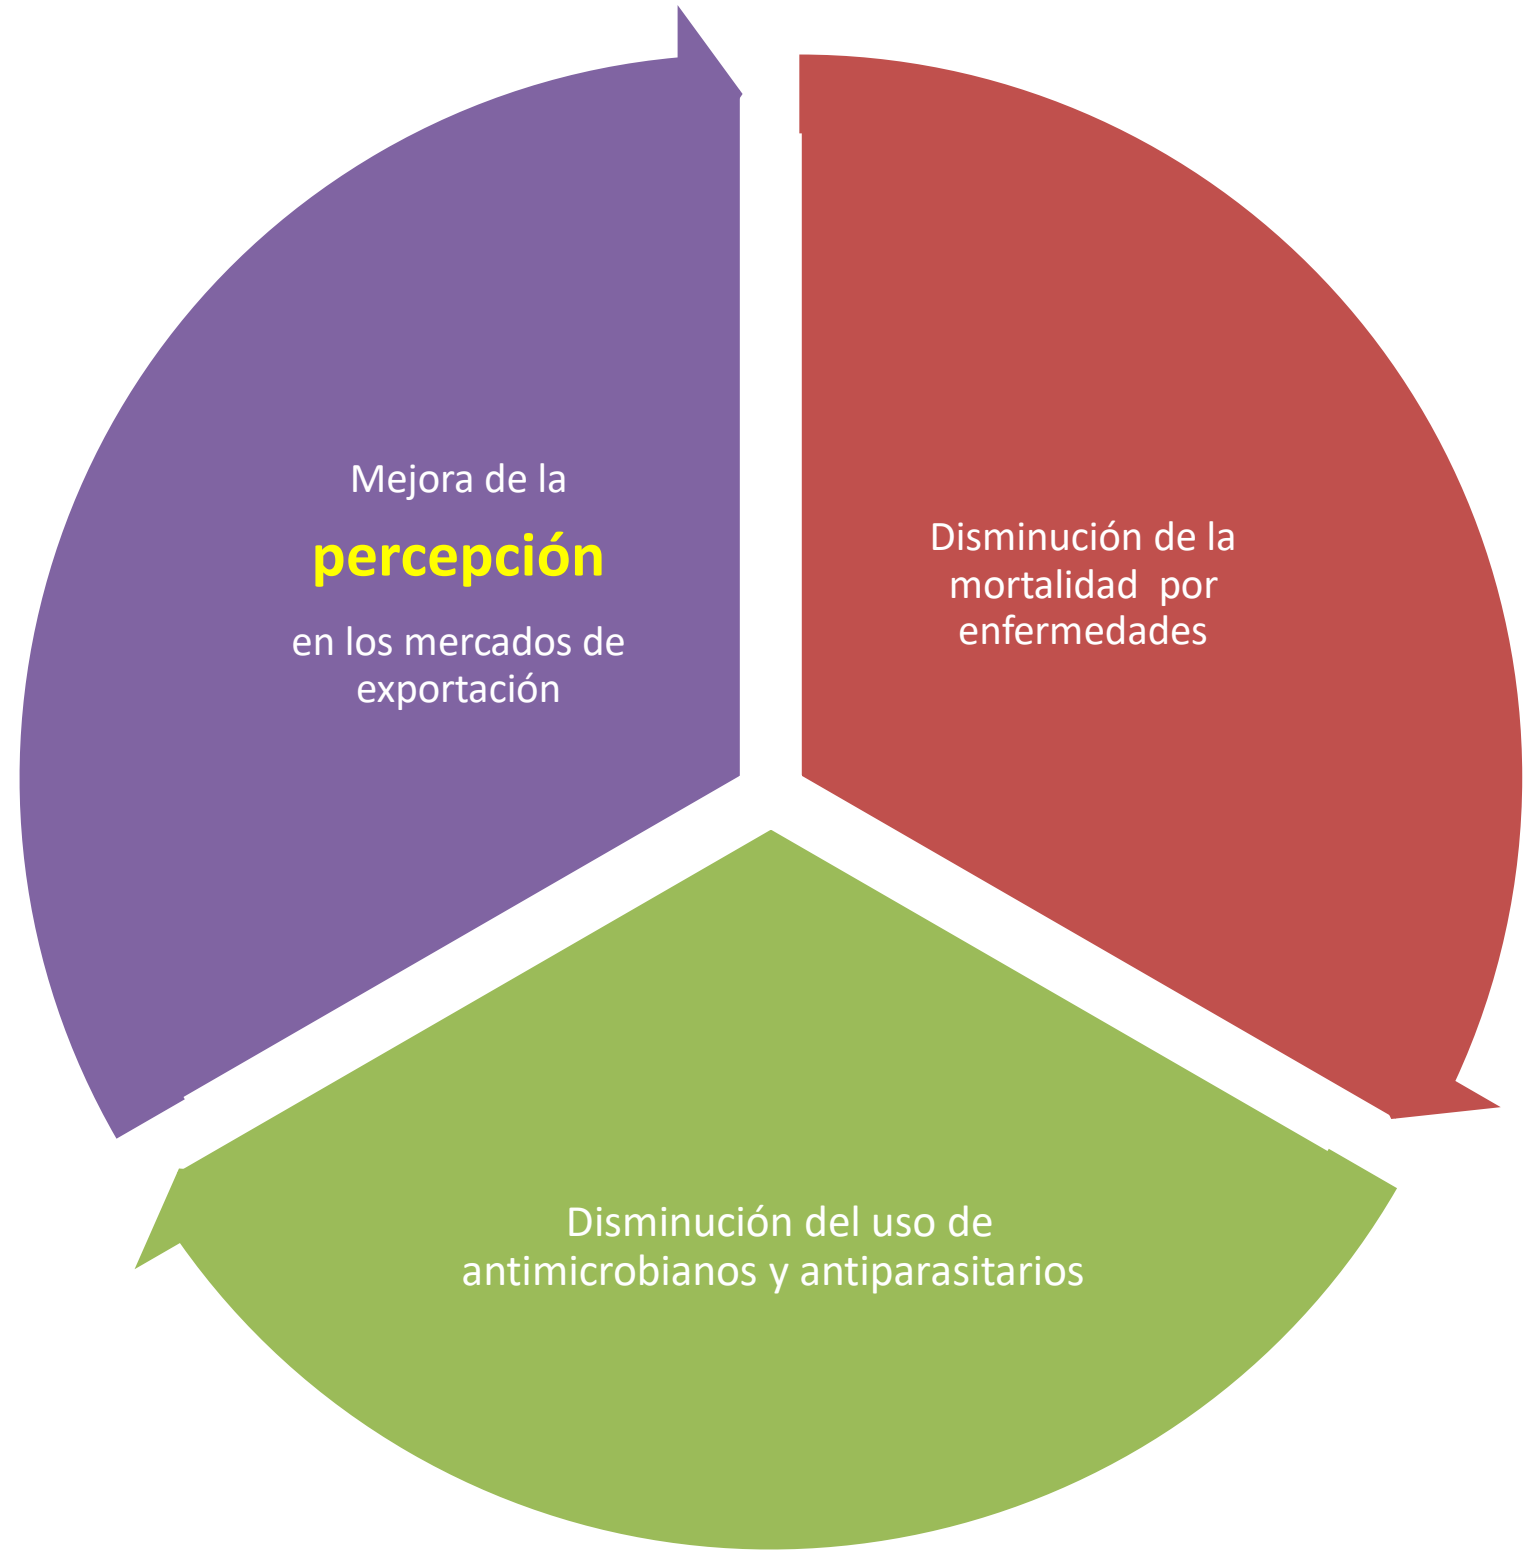 Mejora de la
percepción
en los mercados de
exportación
Disminución de la
mortalidad por
enfermedades
Disminución del uso de
antimicrobianos y antiparasitarios